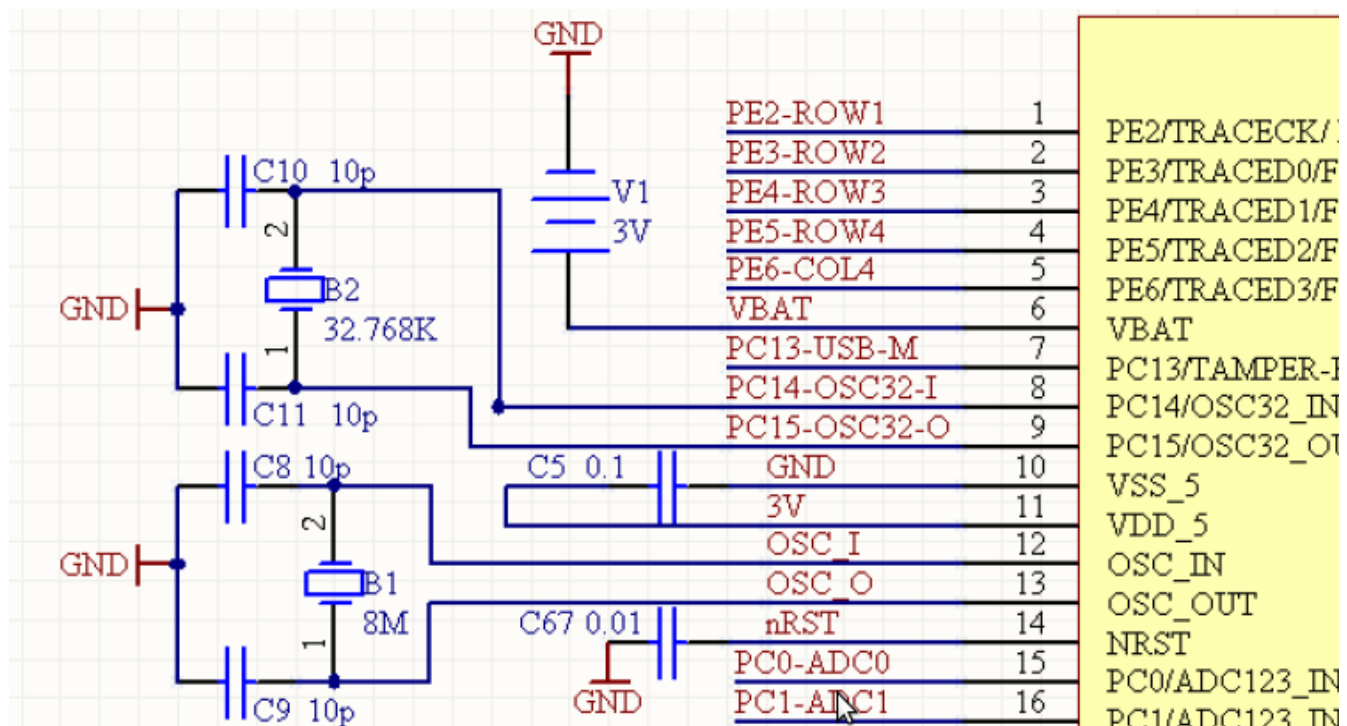 GND
PE2-ROW1 1 PE2/TRACECK/
PE3-ROW2 2 PE3/TRACED0/F
C10 10p
V1
3V
PE4-ROW3 3 PE4/TRACED1/F
PE5-ROW4 4 PE5/TRACED2/F
PE6-COL4 5 PE6/TRACED3/F
2
B2
32.768K
1
GND
VBAT 6 VBAT
PC13-USB-M 7 PC13/TAMPER-
PC14-OSC32-I 8 PC14/OSC32_IN
C11 10p
PC15-OSC32-O 9 PC15/OSC32_OU
C8 10p
C5 0.1
GND 10 VSS_5
3V 11 VDD_5
2
OSC_I 12 OSC_IN
GND
B1
8M
1
OSC_O 13 OSC_OUT
C67 0.01
nRST 14 NRST
GND
PC0-ADC0 15 PC0/ADC123_IN
C9 10p
PC1-ADC1 16 PC1/ADC123_IN